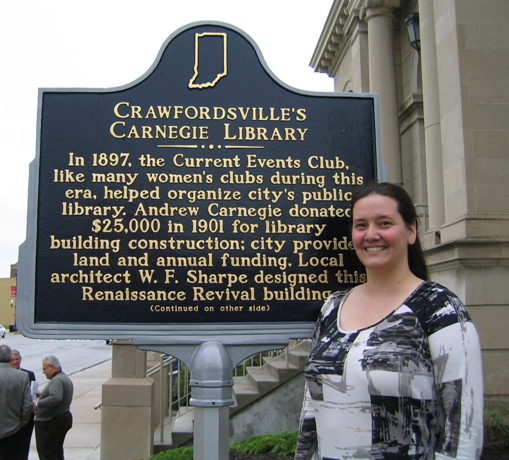 Crawfordsville's
Carnegie Library
In 1897, the Current Events Club,
like many women's clubs during this
era, helped organize city's public
library. Andrew Carnegie donated
$25,000 in 1901 for library
building construction; city provide
land and annual funding. Local
architect W. F. Sharpe designed this
Renaissance Revival building
(Continued on other side)